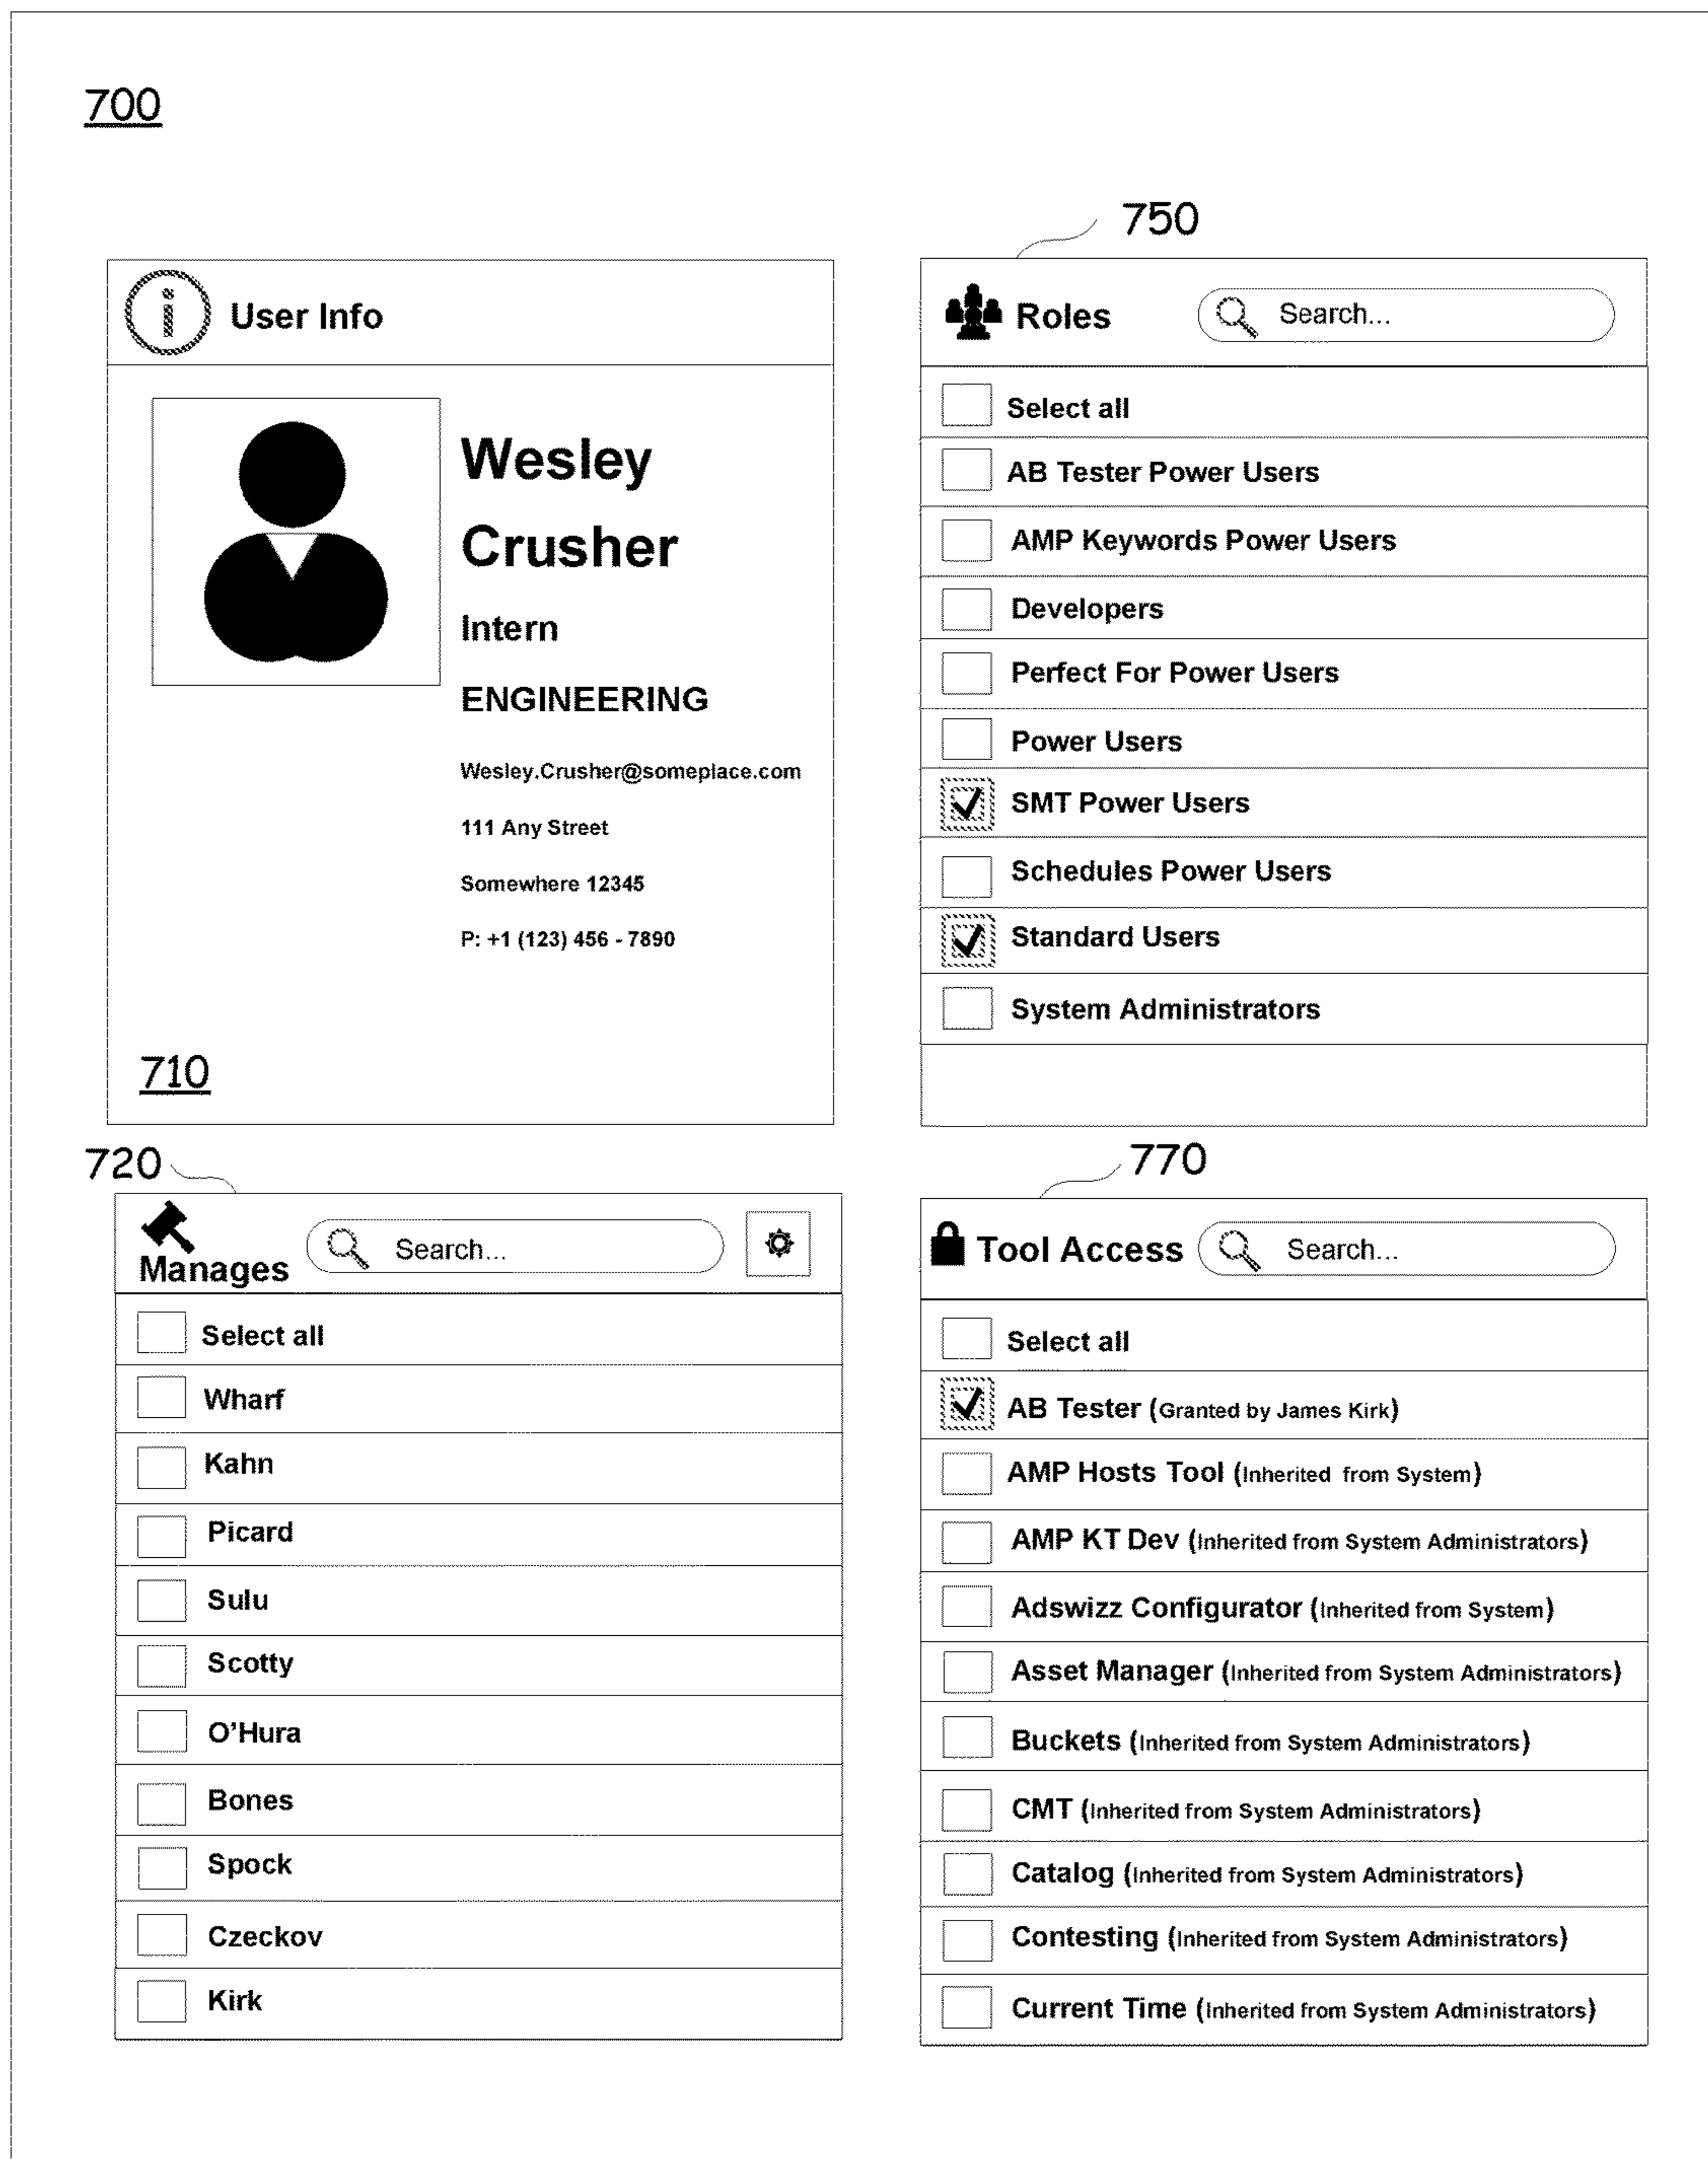 700
750
User Info
Wesley
Crusher
Intern
ENGINEERING
Wesley.Crusher@someplace.com
111 Any Street
Somewhere 12345
P: +1 (123) 456 - 7890
710
Roles
Search...
Select all
AB Tester Power Users
AMP Keywords Power Users
Developers
Perfect For Power Users
Power Users
SMT Power Users
Schedules Power Users
Standard Users
System Administrators
720
Manages
Search...
Select all
Wharf
Kahn
Picard
Sulu
Scotty
O'Hura
Bones
Spock
Czeckov
Kirk
770
Tool Access
Search...
Select all
AB Tester (Granted by James Kirk)
AMP Hosts Tool (Inherited from System)
AMP KT Dev (Inherited from System Administrators)
Adswizz Configurator (Inherited from System)
Asset Manager (Inherited from System Administrators)
Buckets (Inherited from System Administrators)
CMT (Inherited from System Administrators)
Catalog (Inherited from System Administrators)
Contesting (Inherited from System Administrators)
Current Time (Inherited from System Administrators)